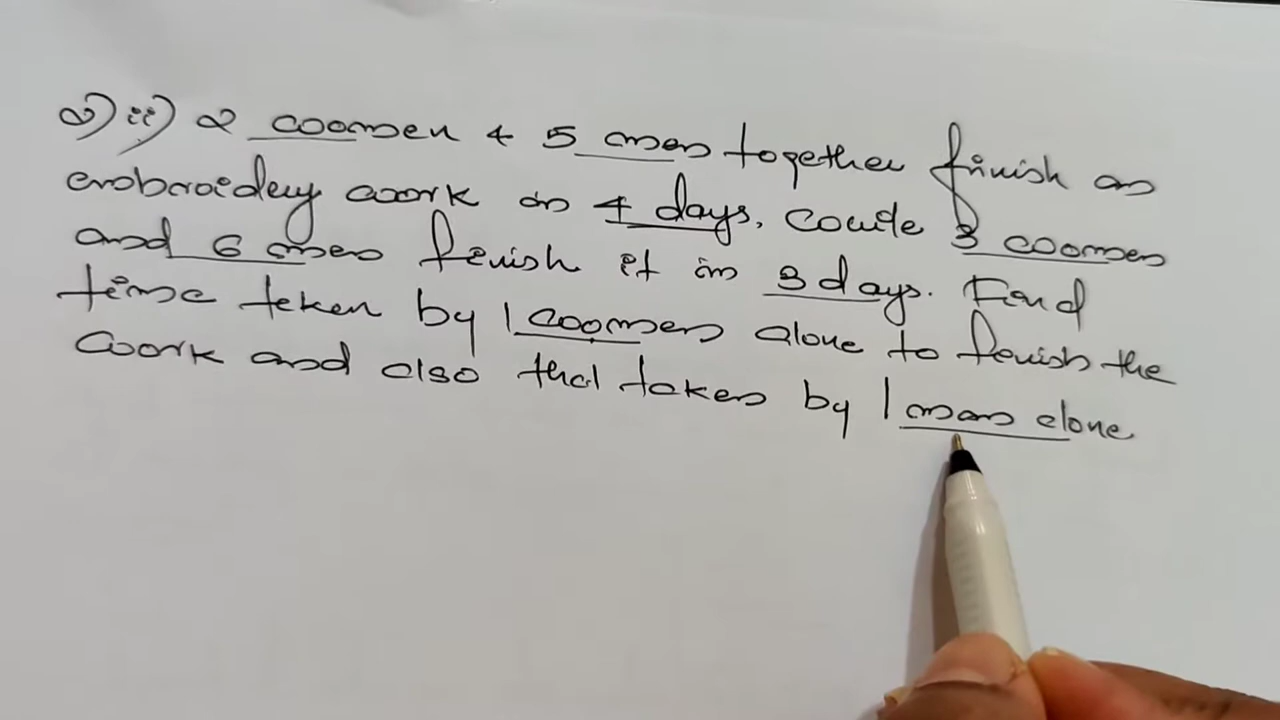 2) ii) 2 women + 5 men together finish an
embroidery work in 4 days, while 3 women
and 6 men finish it in 3 days. Find
time taken by 1 women alone to finish the
work and also that taken by 1 man alone